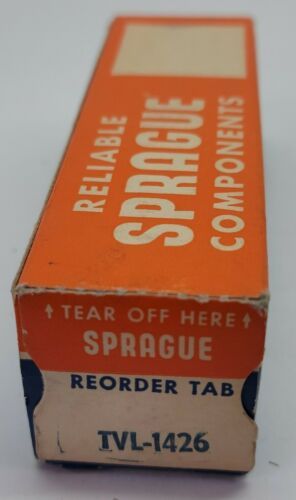 RELIABLE
SPRAGUE
COMPONENTS
↑ TEAR OFF HERE ↑
SPRAGUE
REORDER TAB
TVL-1426